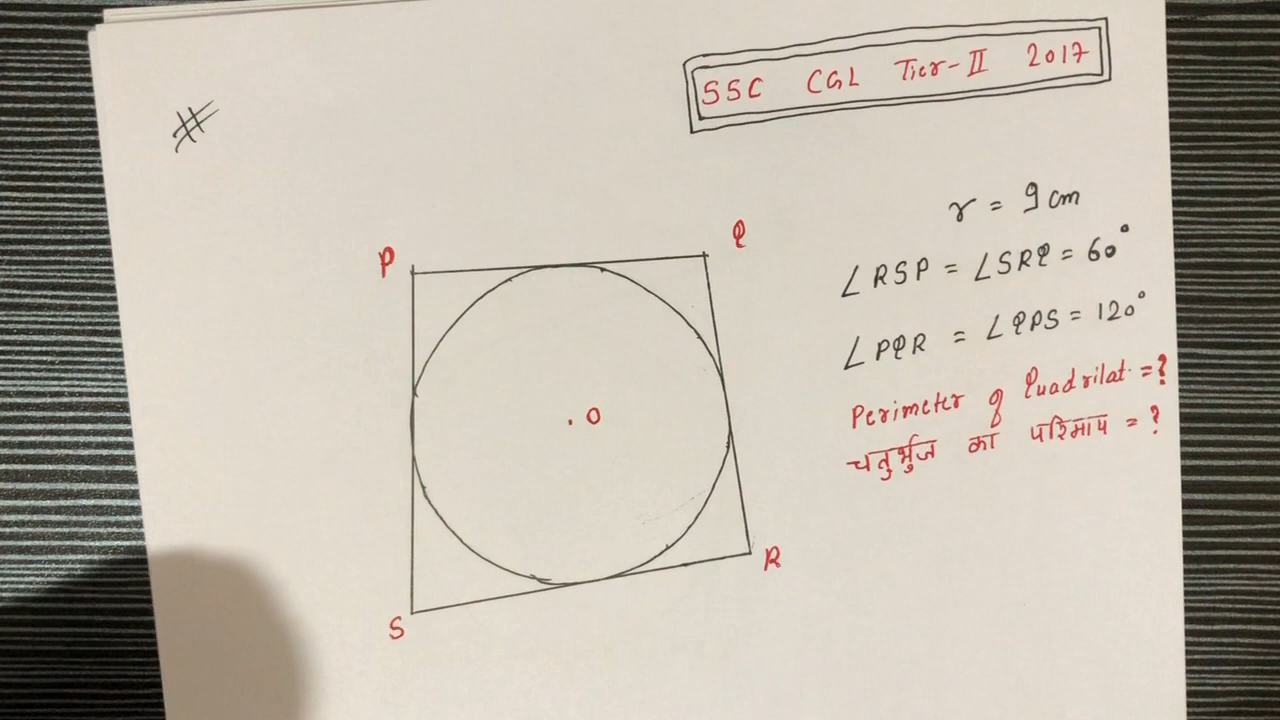 #
SSC CGL Tier-II 2017
r = 9 cm
∠RSP = ∠SRQ = 60°
∠PQR = ∠QPS = 120°
Perimeter of Quadrilat. = ?
चतुर्भुज का परिमाप = ?
P
Q
. O
R
S